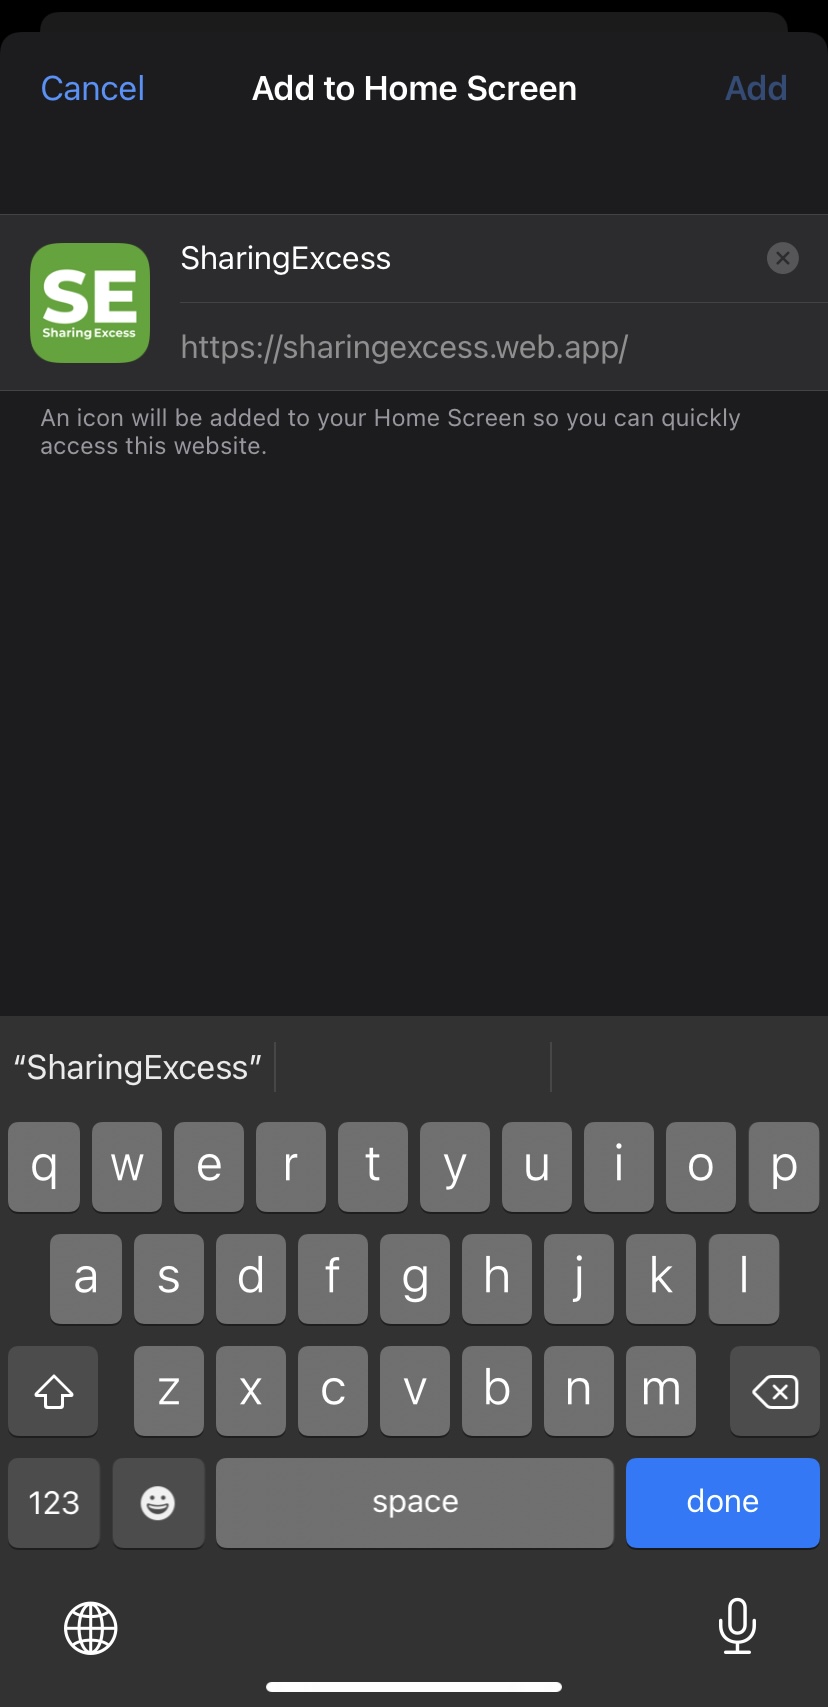 Cancel Add to Home Screen Add
SharingExcess
SE
Sharing Excess
https://sharingexcess.web.app/
An icon will be added to your Home Screen so you can quickly
access this website.
“SharingExcess”
q w e r t y u i o p
a s d f g h j k l
z x c v b n m
123 space done